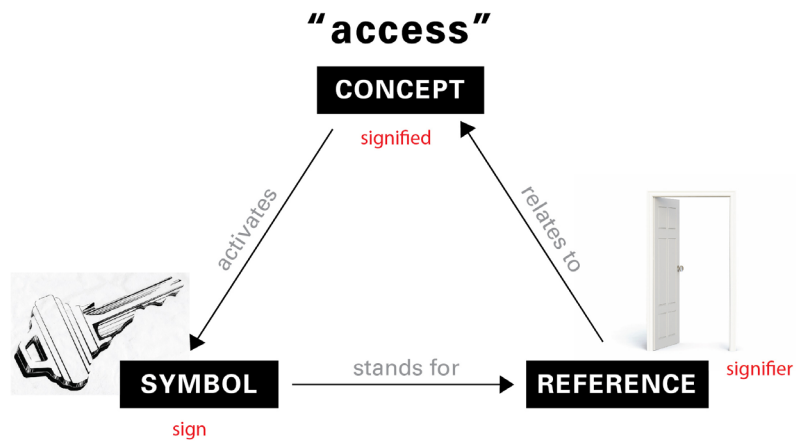 “access”
CONCEPT
signified
activates
relates to
SYMBOL
stands for
REFERENCE
signifier
sign